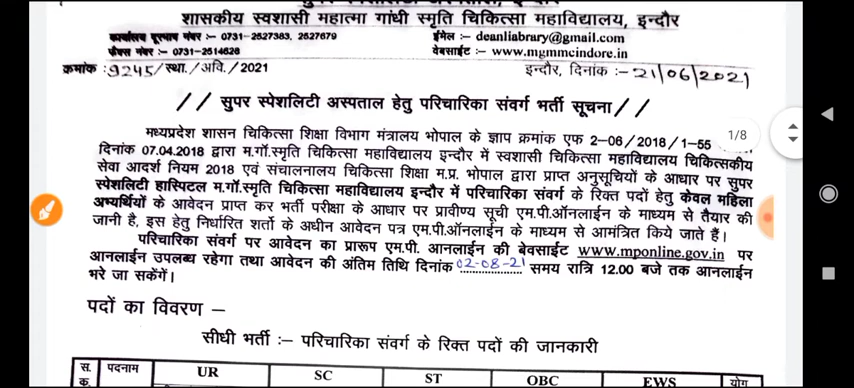 शासकीय स्वशासी महात्मा गांधी स्मृति चिकित्सा महाविद्यालय, इन्दौर
कार्यालय दूरभाष नंबर :– 0731-2527383, 2527679 ईमेल :– deanliabrary@gmail.com
फैक्स नंबर :– 0731-2514628 वेबसाईट :– www.mgmmcindore.in
क्रमांक :9245/स्था./अवि./2021 इन्दौर, दिनांक :–21/06/2021
// सुपर स्पेशलिटी अस्पताल हेतु परिचारिका संवर्ग भर्ती सूचना //
मध्यप्रदेश शासन चिकित्सा शिक्षा विभाग मंत्रालय भोपाल के ज्ञाप क्रमांक एफ 2–06/2018/1–55
1/8
दिनांक 07.04.2018 द्वारा म.गाँ.स्मृति चिकित्सा महाविद्यालय इन्दौर में स्वशासी चिकित्सा महाविद्यालय चिकित्सकीय
सेवा आदर्श नियम 2018 एवं संचालनालय चिकित्सा शिक्षा म.प्र. भोपाल द्वारा प्राप्त अनुसूचियों के आधार पर सुपर
स्पेशलिटी हास्पिटल म.गाँ.स्मृति चिकित्सा महाविद्यालय इन्दौर में परिचारिका संवर्ग के रिक्त पदों हेतु केवल महिला
अभ्यर्थियों के आवेदन प्राप्त कर भर्ती परीक्षा के आधार पर प्रावीण्य सूची एम.पी.ऑनलाईन के माध्यम से तैयार की
जानी है, इस हेतु निर्धारित शर्तो के अधीन आवेदन पत्र एम.पी.ऑनलाईन के माध्यम से आमंत्रित किये जाते हैं।
परिचारिका संवर्ग पर आवेदन का प्रारूप एम.पी. आनलाईन की बेवसाईट www.mponline.gov.in पर
आनलाईन उपलब्ध रहेगा तथा आवेदन की अंतिम तिथि दिनांक 02-08-21 समय रात्रि 12.00 बजे तक आनलाईन
भरे जा सकेगें।
पदों का विवरण –
सीधी भर्ती :– परिचारिका संवर्ग के रिक्त पदों की जानकारी
स. क. पदनाम UR SC ST OBC EWS योग